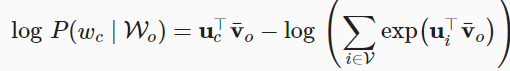 log P(w_c | 𝒲_o) = 𝐮_c^⊤ 𝐯̄_o − log ( ∑_{i∈𝒱} exp(𝐮_i^⊤ 𝐯̄_o) )